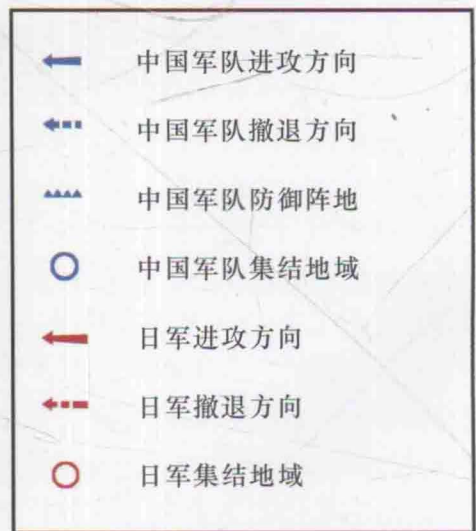 中国军队进攻方向
中国军队撤退方向
中国军队防御阵地
中国军队集结地域
日军进攻方向
日军撤退方向
日军集结地域